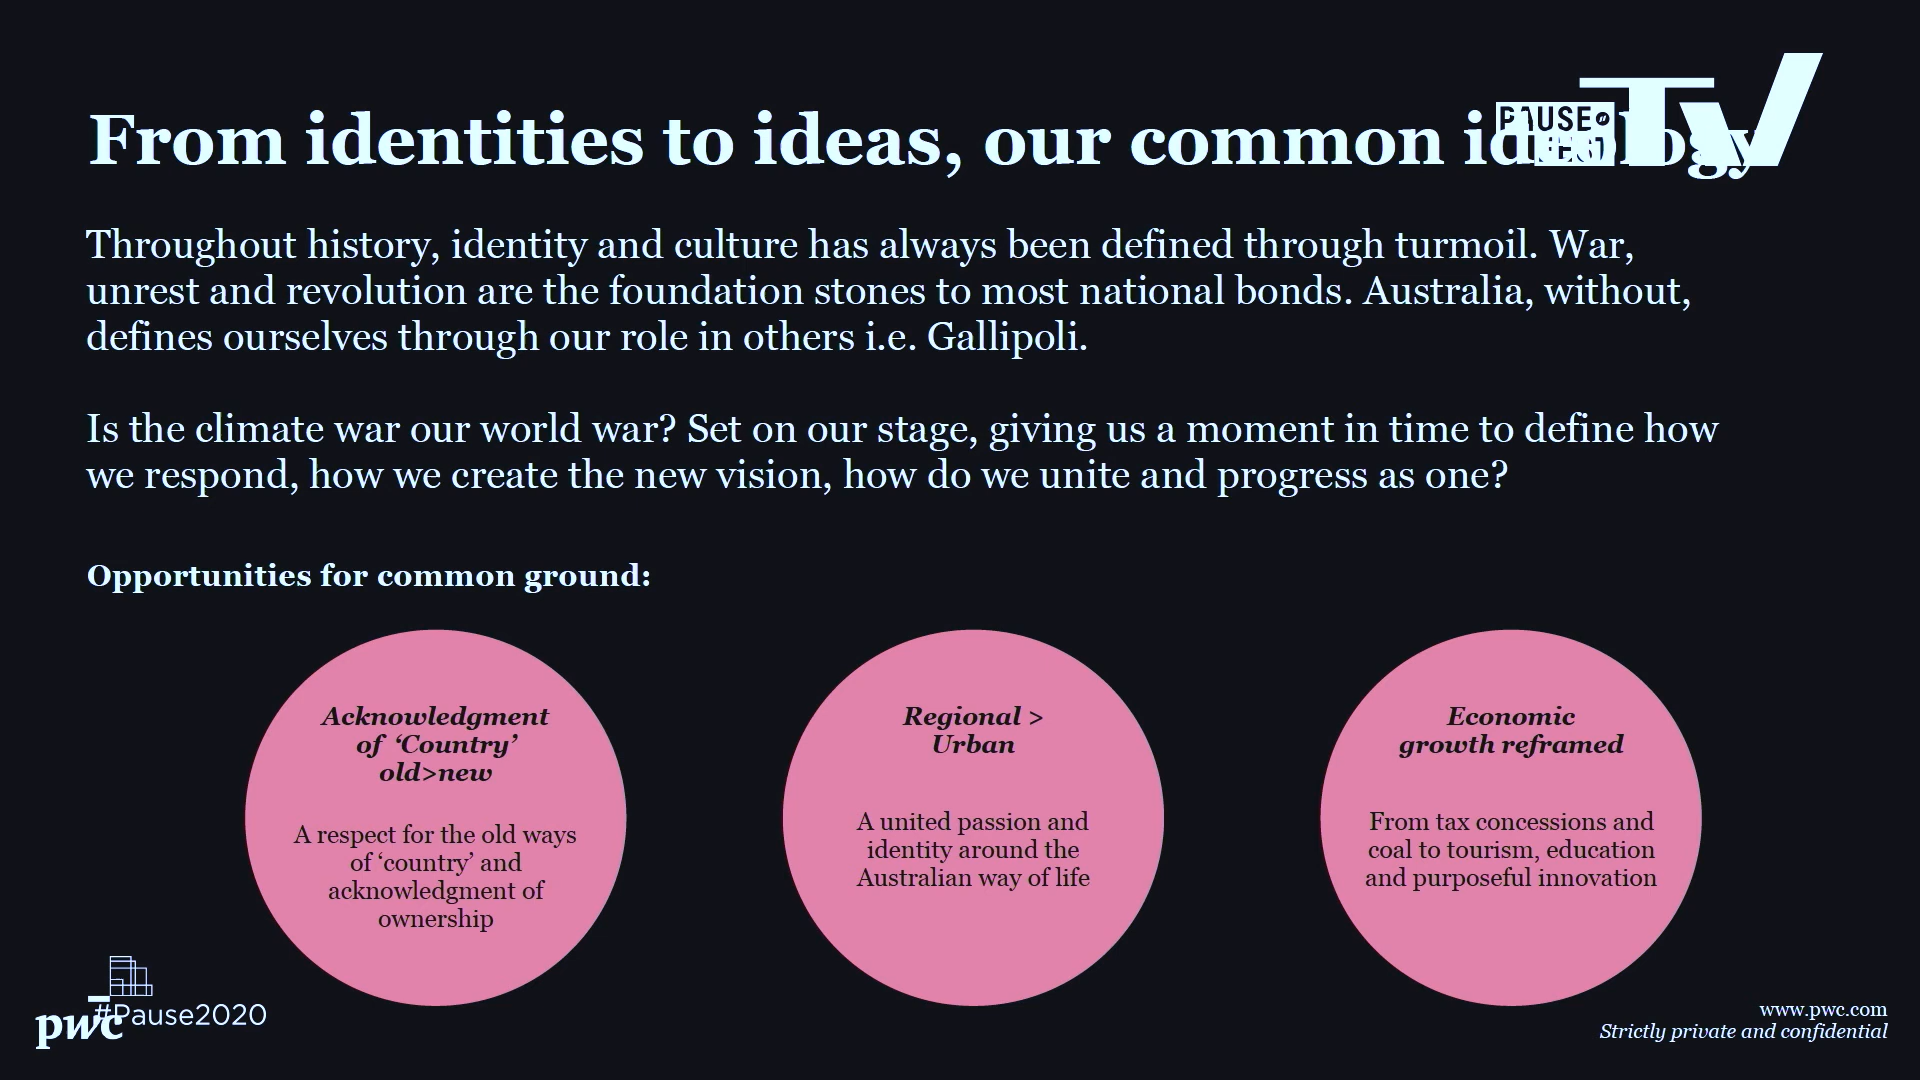 From identities to ideas, our common ideology
PAUSE
TV
Throughout history, identity and culture has always been defined through turmoil. War,
unrest and revolution are the foundation stones to most national bonds. Australia, without,
defines ourselves through our role in others i.e. Gallipoli.
Is the climate war our world war? Set on our stage, giving us a moment in time to define how
we respond, how we create the new vision, how do we unite and progress as one?
Opportunities for common ground:
Acknowledgment
of ‘Country’
old>new
A respect for the old ways
of ‘country’ and
acknowledgment of
ownership
Regional >
Urban
A united passion and
identity around the
Australian way of life
Economic
growth reframed
From tax concessions and
coal to tourism, education
and purposeful innovation
#Pause2020
pwc
www.pwc.com
Strictly private and confidential